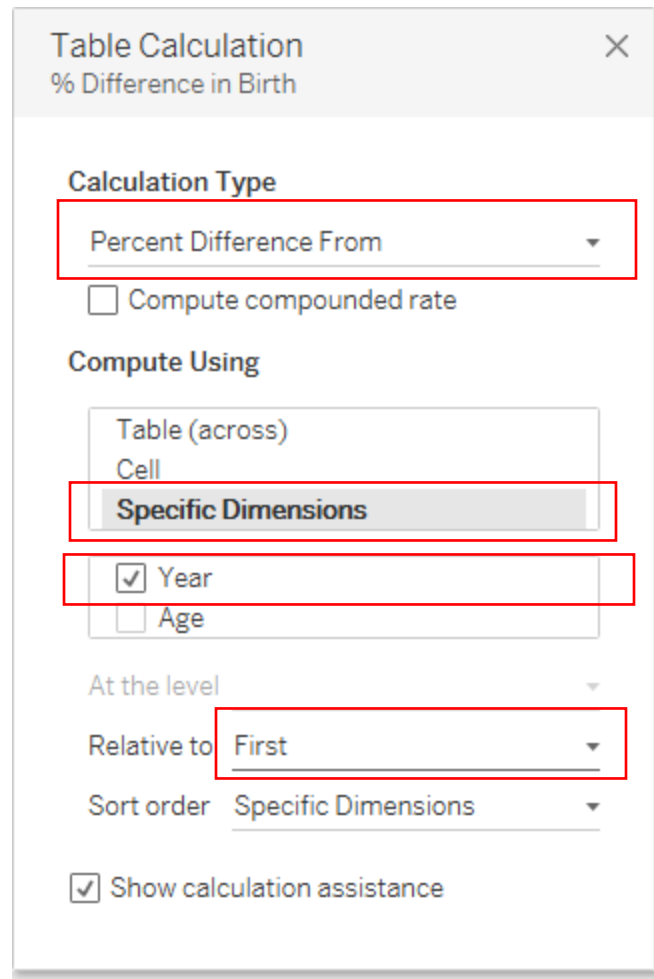 Table Calculation
% Difference in Birth
Calculation Type
Percent Difference From
Compute compounded rate
Compute Using
Table (across)
Cell
Specific Dimensions
Year
Age
At the level
Relative to First
Sort order Specific Dimensions
Show calculation assistance